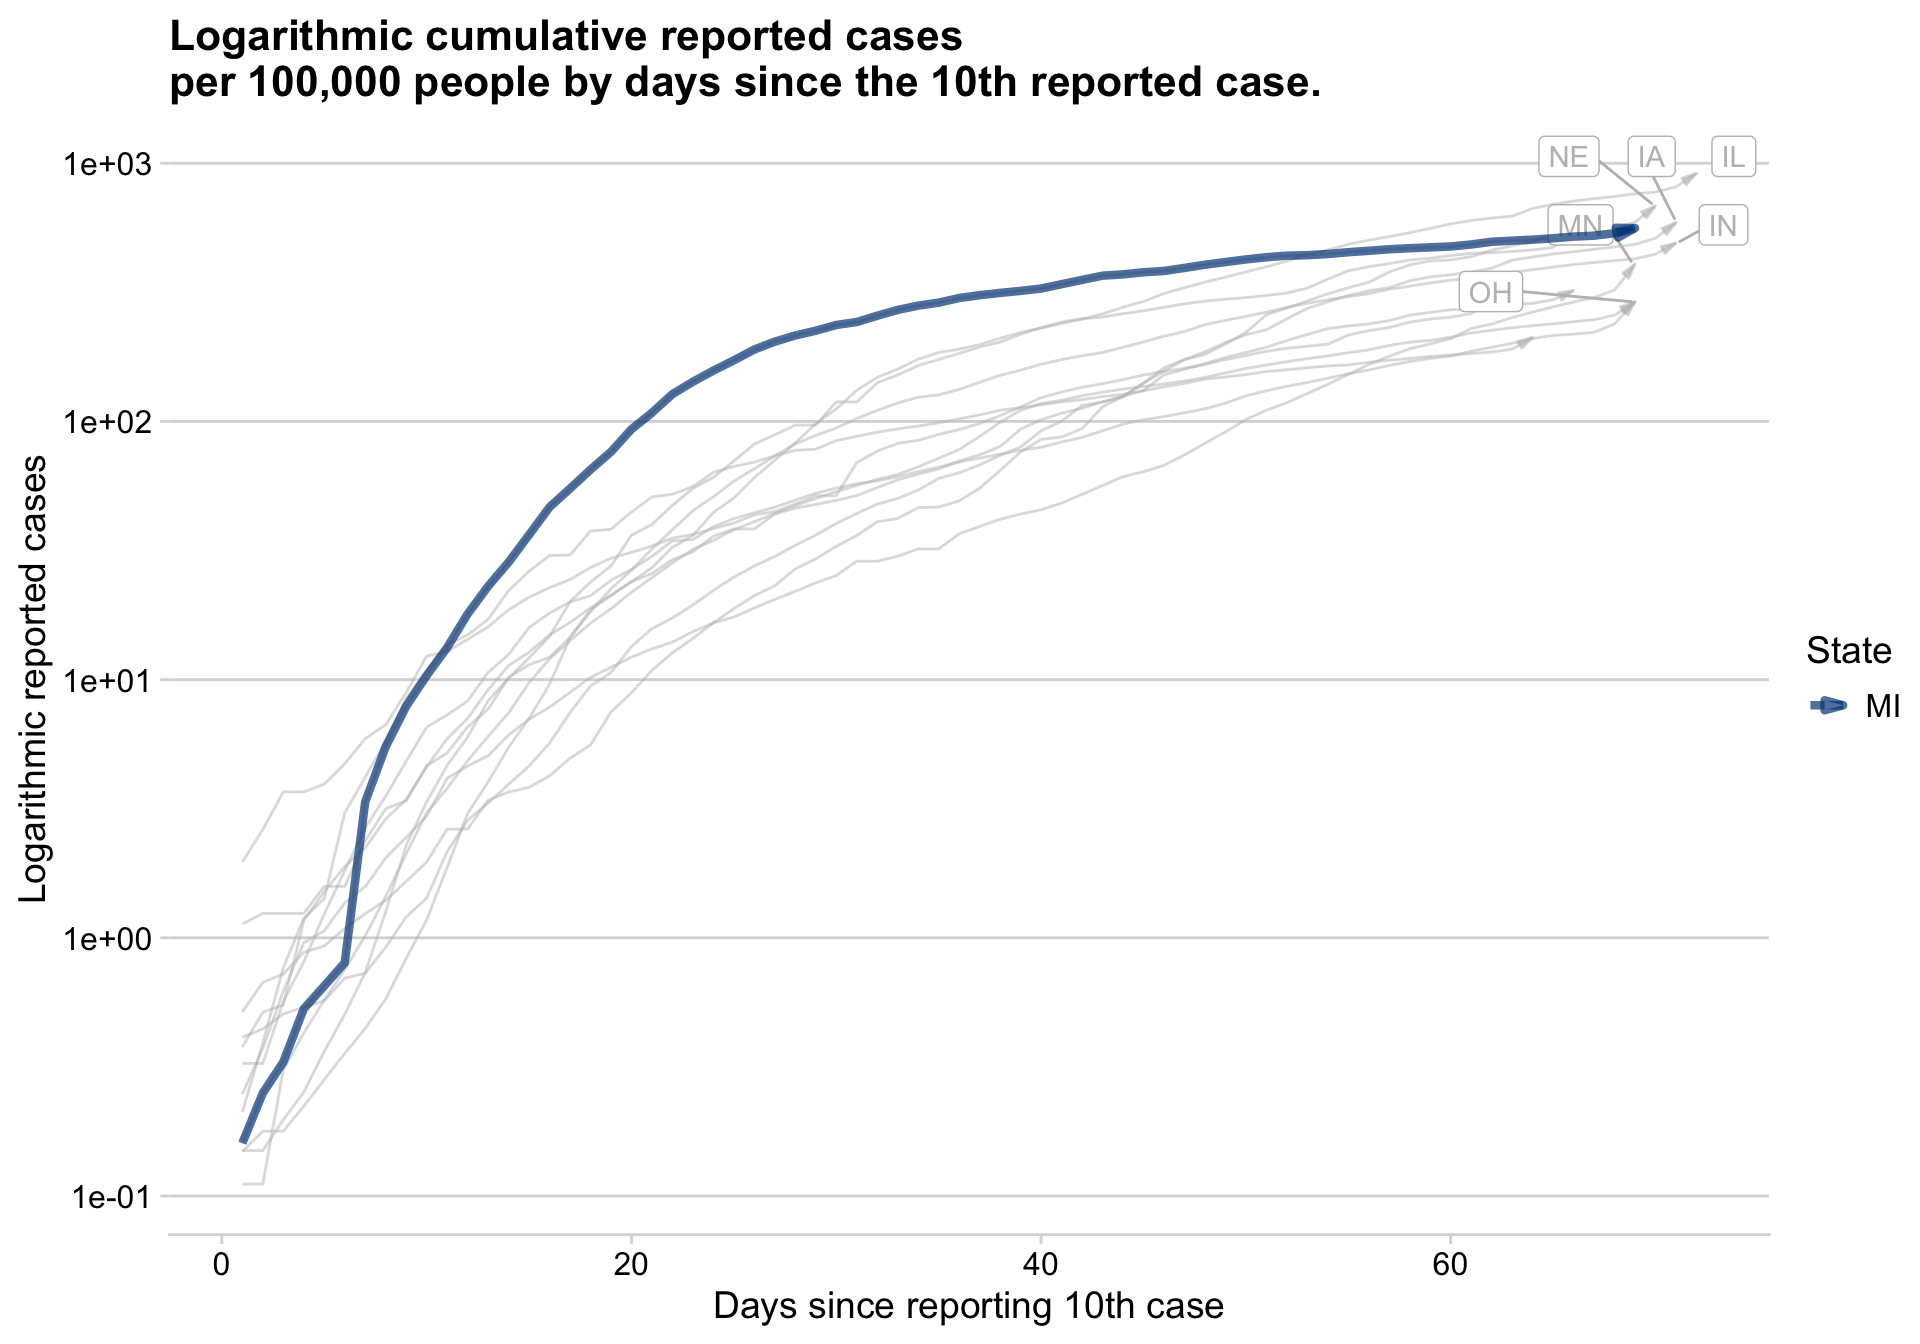 Logarithmic cumulative reported cases
per 100,000 people by days since the 10th reported case.
1e+03
1e+02
1e+01
1e+00
1e-01
Logarithmic reported cases
NE
IA
IL
MN
IN
OH
State
MI
0
20
40
60
Days since reporting 10th case